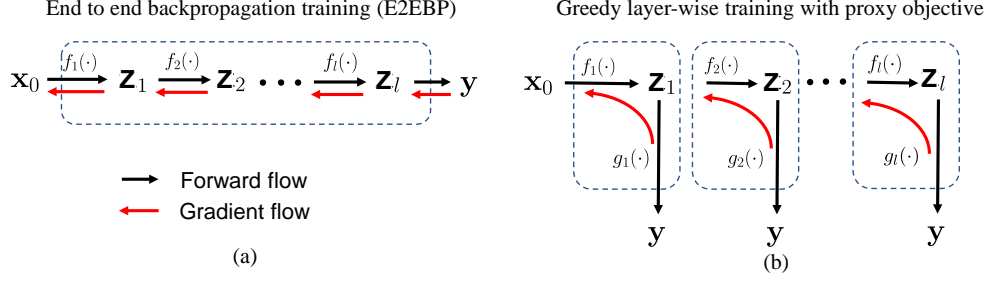 End to end backpropagation training (E2EBP)
x₀ f₁(·) Z₁ f₂(·) Z₂ ••• fₗ(·) Zₗ y
Forward flow
Gradient flow
(a)
Greedy layer-wise training with proxy objective
x₀ f₁(·) Z₁ f₂(·) Z₂ ••• fₗ(·) Zₗ
g₁(·) g₂(·) gₗ(·)
y y y
(b)